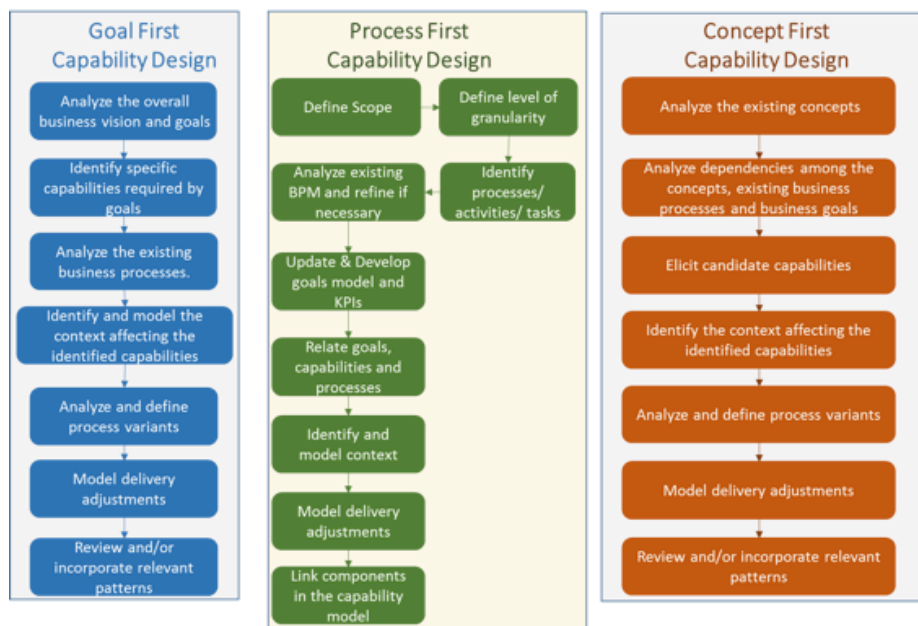 Goal First
Capability Design
Analyze the overall
business vision and goals
Identify specific
capabilities required by
goals
Analyze the existing
business processes.
Identify and model the
context affecting the
identified capabilities
Analyze and define
process variants
Model delivery
adjustments
Review and/or
incorporate relevant
patterns
Process First
Capability Design
Define Scope
Define level of
granularity
Identify
processes/
activities/ tasks
Analyze existing
BPM and refine if
necessary
Update & Develop
goals model and
KPIs
Relate goals,
capabilities and
processes
Identify and
model context
Model delivery
adjustments
Link components
in the capability
model
Concept First
Capability Design
Analyze the existing concepts
Analyze dependencies among
the concepts, existing business
processes and business goals
Elicit candidate capabilities
Identify the context affecting the
identified capabilities
Analyze and define process variants
Model delivery adjustments
Review and/or incorporate relevant
patterns